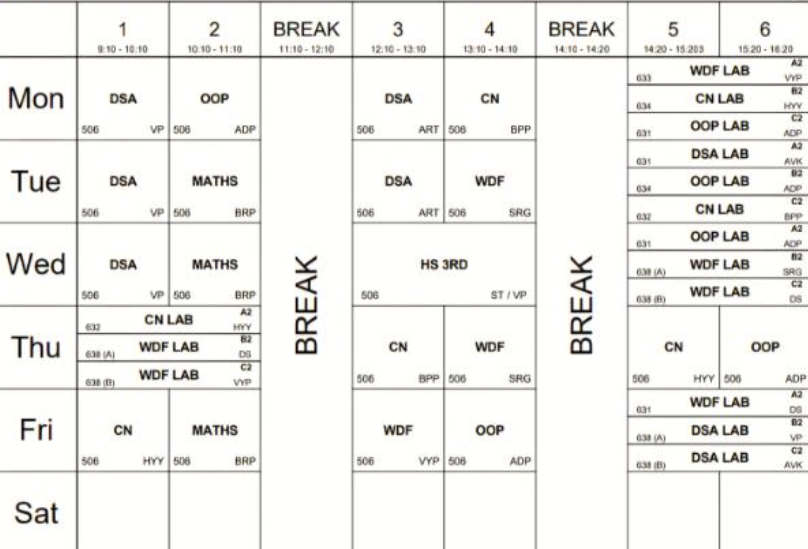 1 2 BREAK 3 4 BREAK 5 6
9:10 - 10:10 10:10 - 11:10 11:10 - 12:10 12:10 - 13:10 13:10 - 14:10 14:10 - 14:20 14:20 - 15:203 15:20 - 16:20
Mon
DSA
506 VP
OOP
506 ADP
DSA
506 ART
CN
506 BPP
633 WDF LAB A2 VYP
634 CN LAB B2 HYY
631 OOP LAB C2 ADP
Tue
DSA
506 VP
MATHS
506 BRP
DSA
506 ART
WDF
506 SRG
631 DSA LAB A2 AVK
634 OOP LAB B2 ADP
632 CN LAB C2 BPP
Wed
DSA
506 VP
MATHS
506 BRP
HS 3RD
506 ST / VP
631 OOP LAB A2 ADP
638 (A) WDF LAB B2 SRG
638 (B) WDF LAB C2 DS
BREAK
BREAK
Thu
632 CN LAB A2 HYY
638 (A) WDF LAB B2 DS
638 (B) WDF LAB C2 VYP
CN
506 BPP
WDF
506 SRG
CN
506 HYY
OOP
506 ADP
Fri
CN
506 HYY
MATHS
506 BRP
WDF
506 VYP
OOP
506 ADP
631 WDF LAB A2 DS
638 (A) DSA LAB B2 VP
638 (B) DSA LAB C2 AVK
Sat